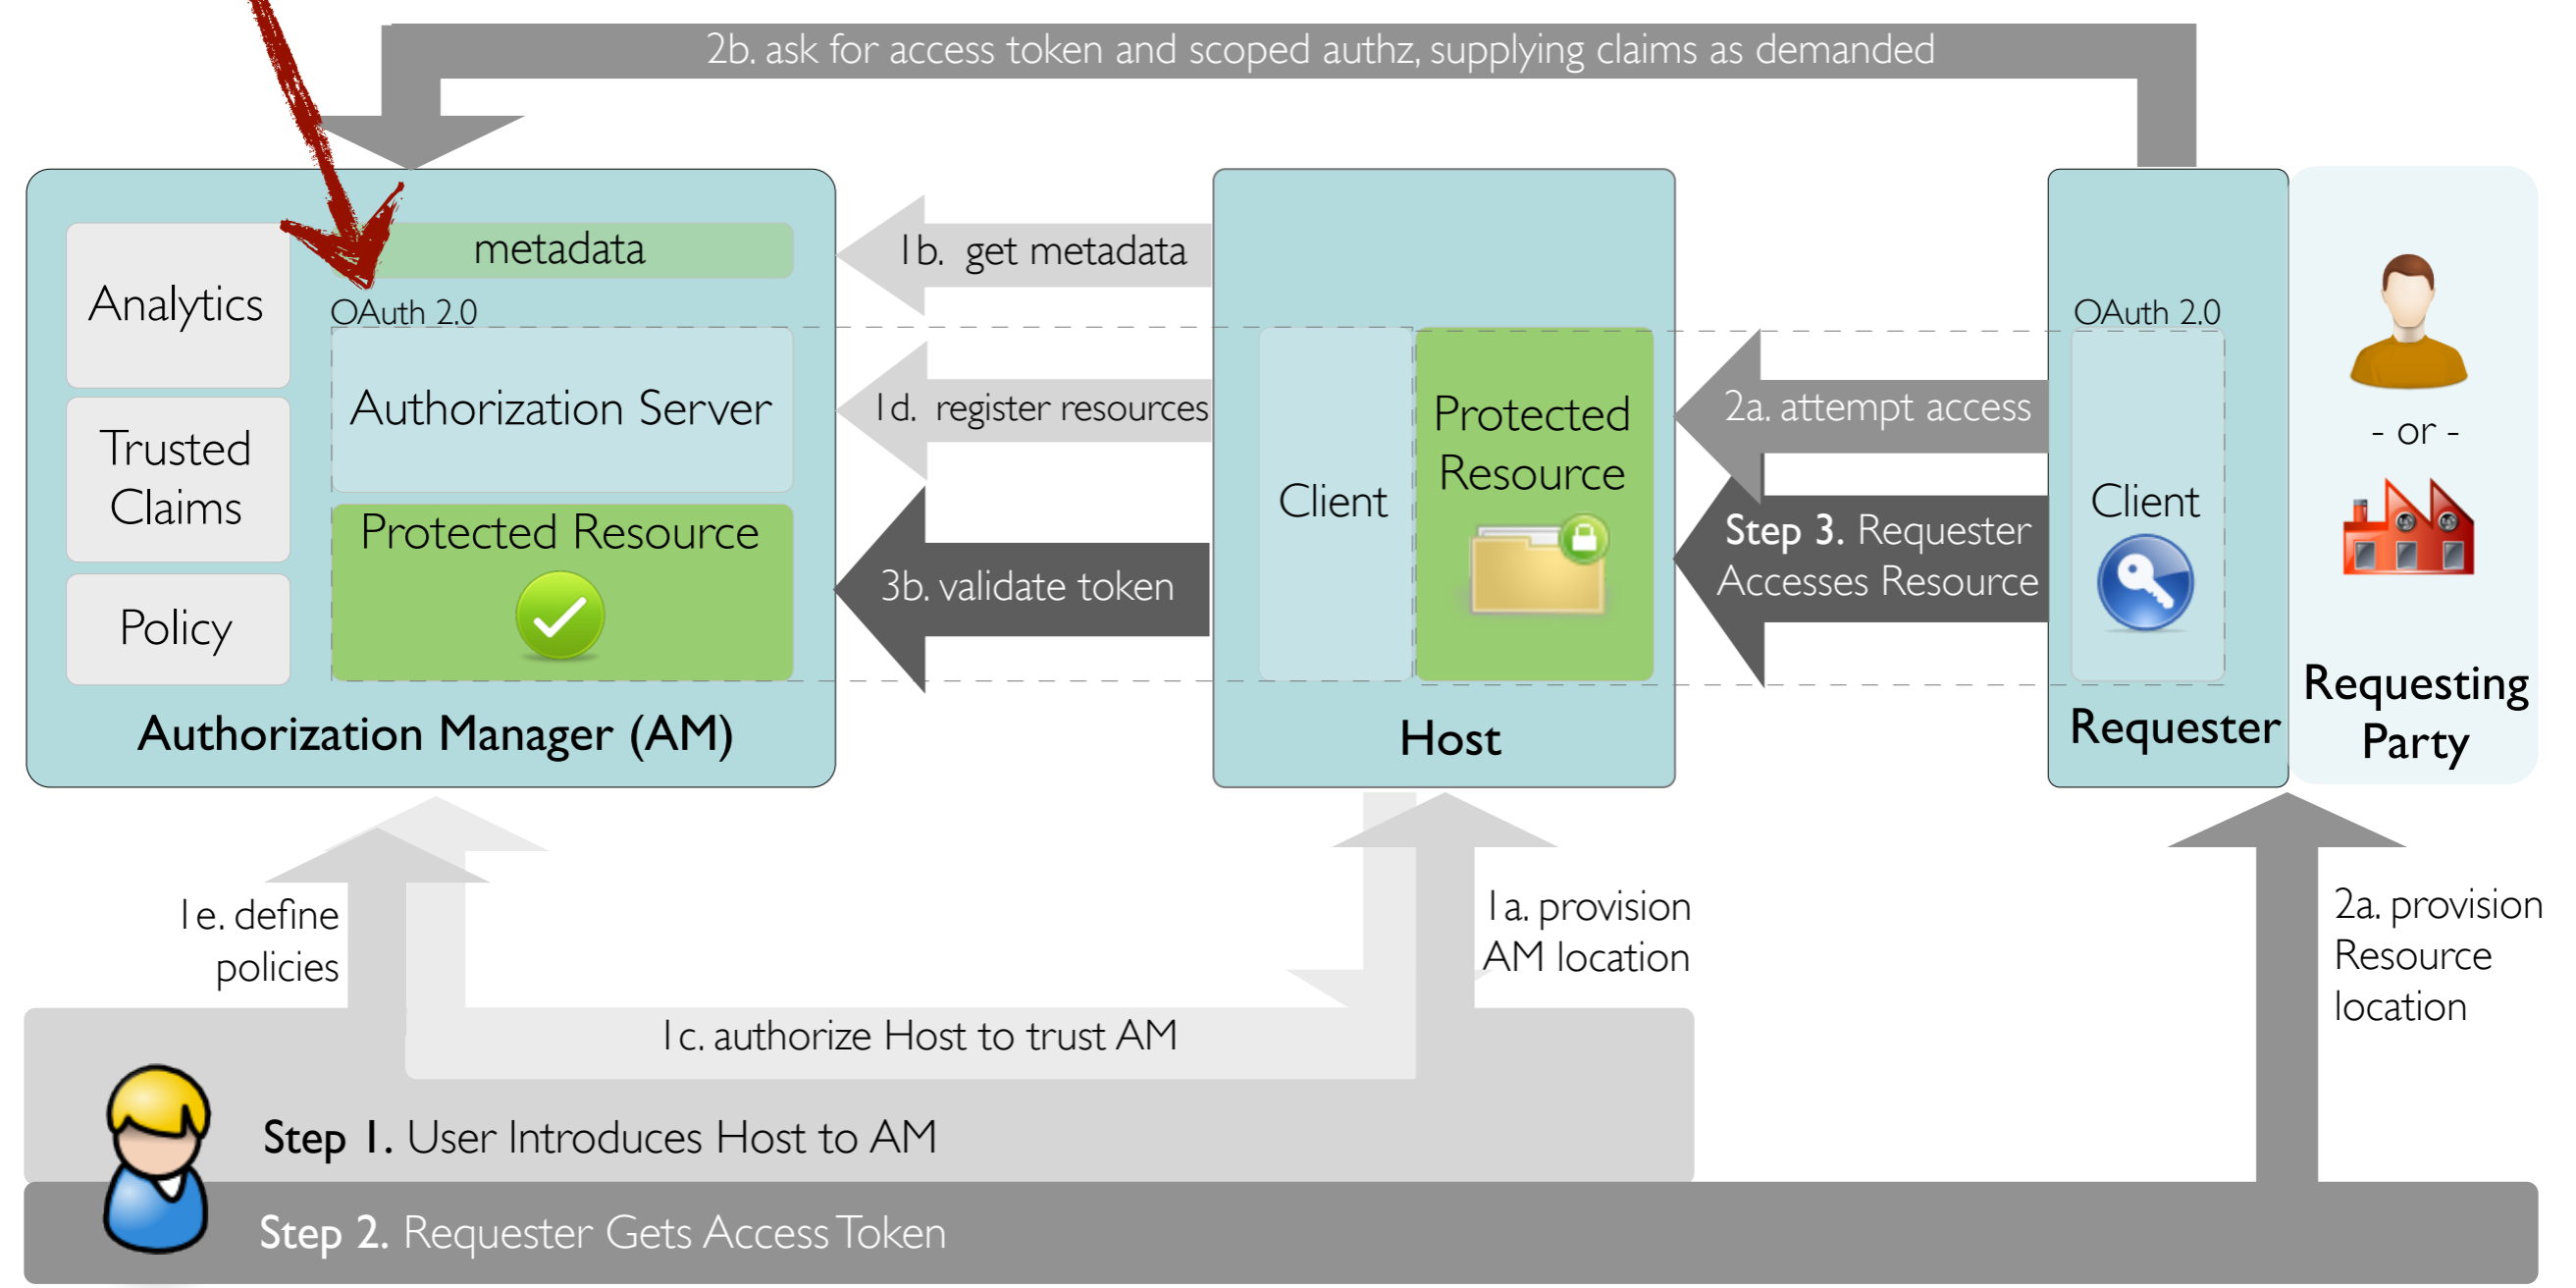 2b. ask for access token and scoped authz, supplying claims as demanded
Analytics
Trusted
Claims
Policy
metadata
OAuth 2.0
Authorization Server
Protected Resource
Authorization Manager (AM)
1b. get metadata
1d. register resources
3b. validate token
Client
Protected
Resource
Host
2a. attempt access
Step 3. Requester
Accesses Resource
OAuth 2.0
Client
Requester
- or -
Requesting
Party
1e. define
policies
1c. authorize Host to trust AM
1a. provision
AM location
2a. provision
Resource
location
Step 1. User Introduces Host to AM
Step 2. Requester Gets Access Token